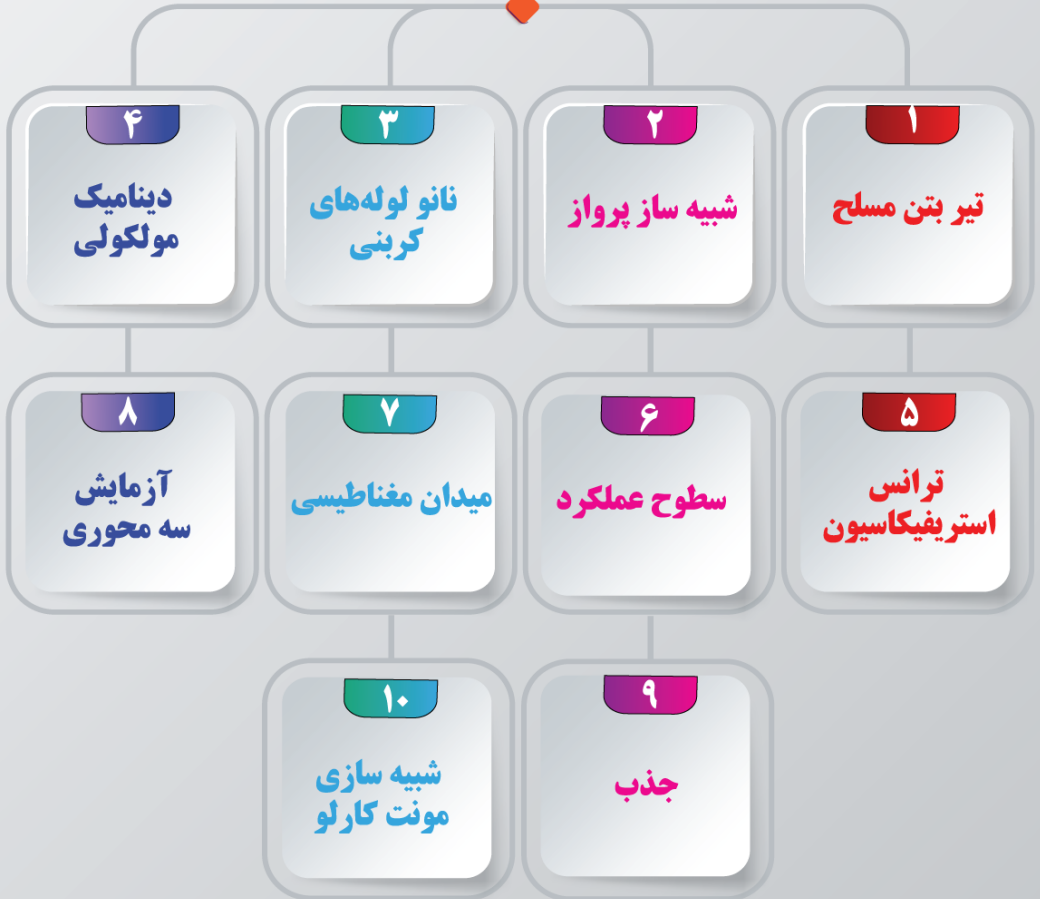 ۱
تیر بتن مسلح
۲
شبیه ساز پرواز
۳
نانو لوله‌های
کربنی
۴
دینامیک
مولکولی
۵
ترانس
استریفیکاسیون
۶
سطوح عملکرد
۷
میدان مغناطیسی
۸
آزمایش
سه محوری
۹
جذب
۱۰
شبیه سازی
مونت کارلو